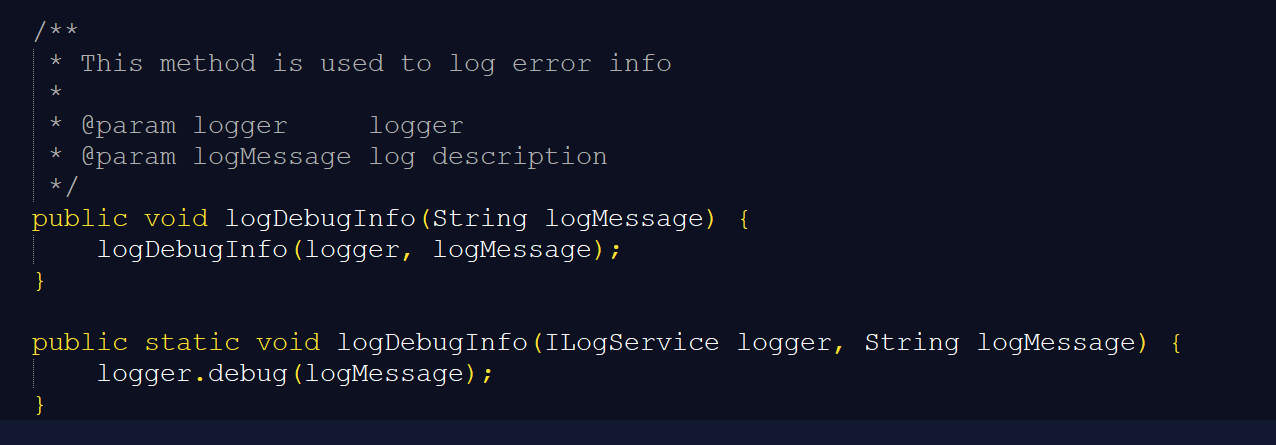 /**
 * This method is used to log error info
 *
 * @param logger     logger
 * @param logMessage log description
 */
public void logDebugInfo(String logMessage) {
    logDebugInfo(logger, logMessage);
}

public static void logDebugInfo(ILogService logger, String logMessage) {
    logger.debug(logMessage);
}